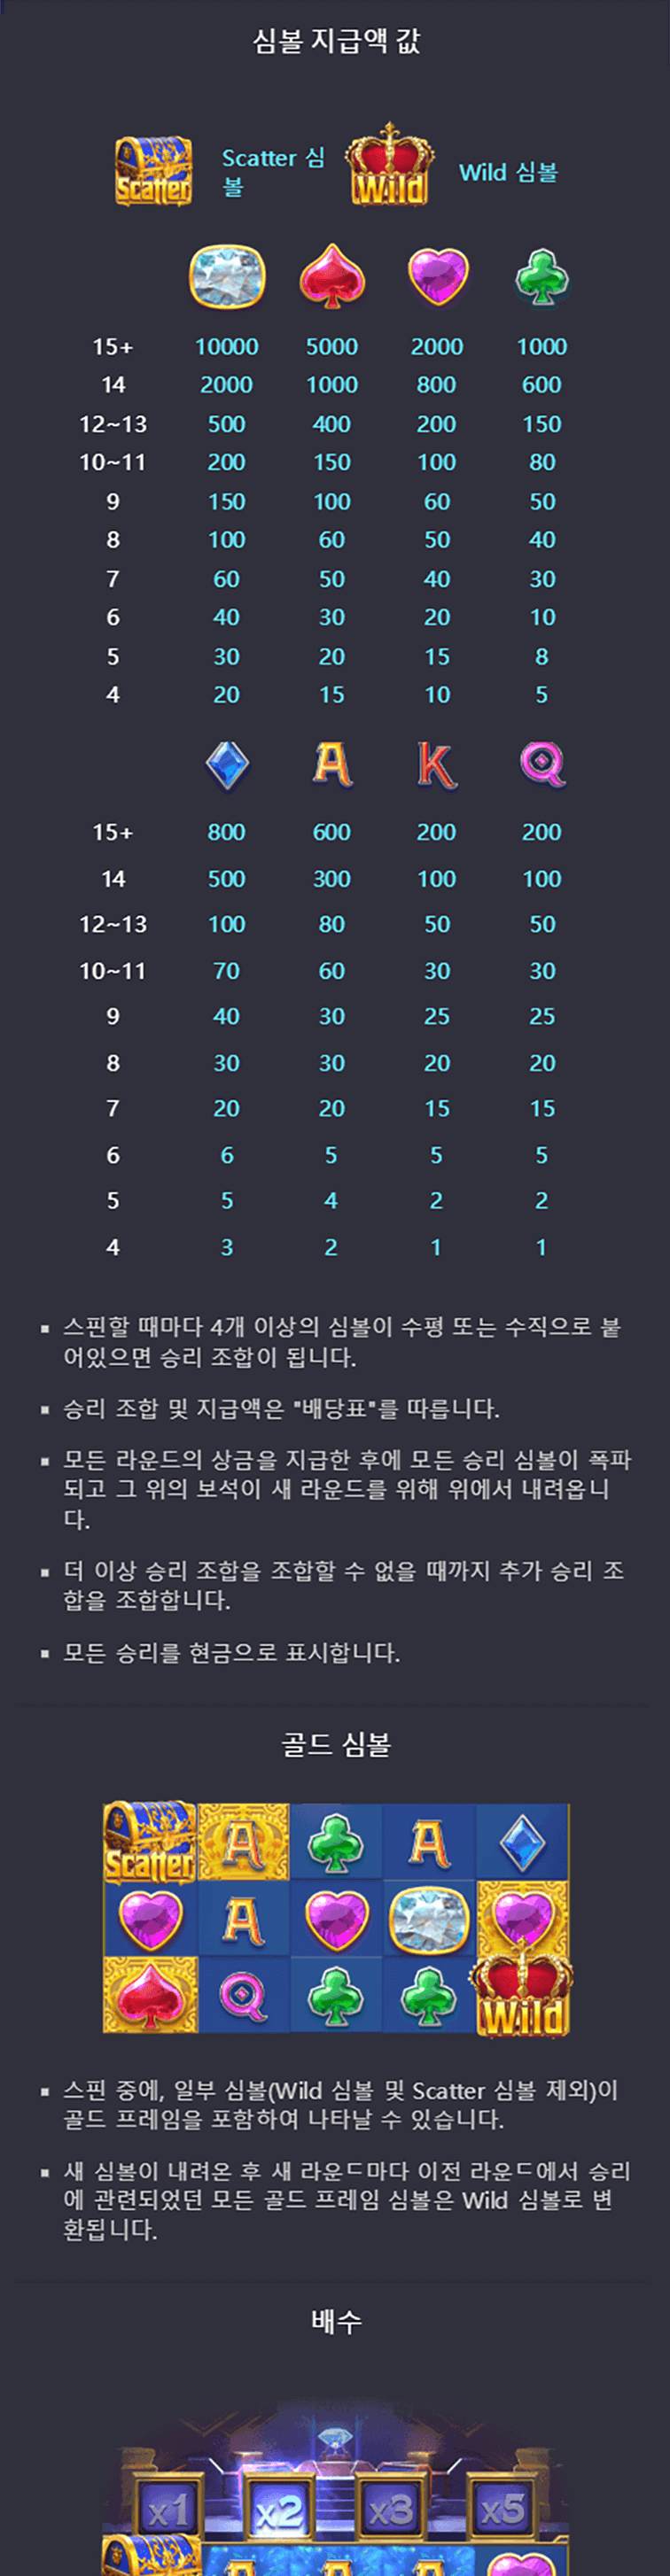 심볼 지급액 값
Scatter Scatter 심볼 Wild Wild 심볼
15+ 10000 5000 2000 1000
14 2000 1000 800 600
12~13 500 400 200 150
10~11 200 150 100 80
9 150 100 60 50
8 100 60 50 40
7 60 50 40 30
6 40 30 20 10
5 30 20 15 8
4 20 15 10 5
A K Q
15+ 800 600 200 200
14 500 300 100 100
12~13 100 80 50 50
10~11 70 60 30 30
9 40 30 25 25
8 30 30 20 20
7 20 20 15 15
6 6 5 5 5
5 5 4 2 2
4 3 2 1 1
스핀할 때마다 4개 이상의 심볼이 수평 또는 수직으로 붙
어있으면 승리 조합이 됩니다.
승리 조합 및 지급액은 "배당표"를 따릅니다.
모든 라운드의 상금을 지급한 후에 모든 승리 심볼이 폭파
되고 그 위의 보석이 새 라운드를 위해 위에서 내려옵니
다.
더 이상 승리 조합을 조합할 수 없을 때까지 추가 승리 조
합을 조합합니다.
모든 승리를 현금으로 표시합니다.
골드 심볼
Scatter A A
A
Q Wild
스핀 중에, 일부 심볼(Wild 심볼 및 Scatter 심볼 제외)이
골드 프레임을 포함하여 나타날 수 있습니다.
새 심볼이 내려온 후 새 라운드마다 이전 라운드에서 승리
에 관련되었던 모든 골드 프레임 심볼은 Wild 심볼로 변
환됩니다.
배수
x1 x2 x3 x5